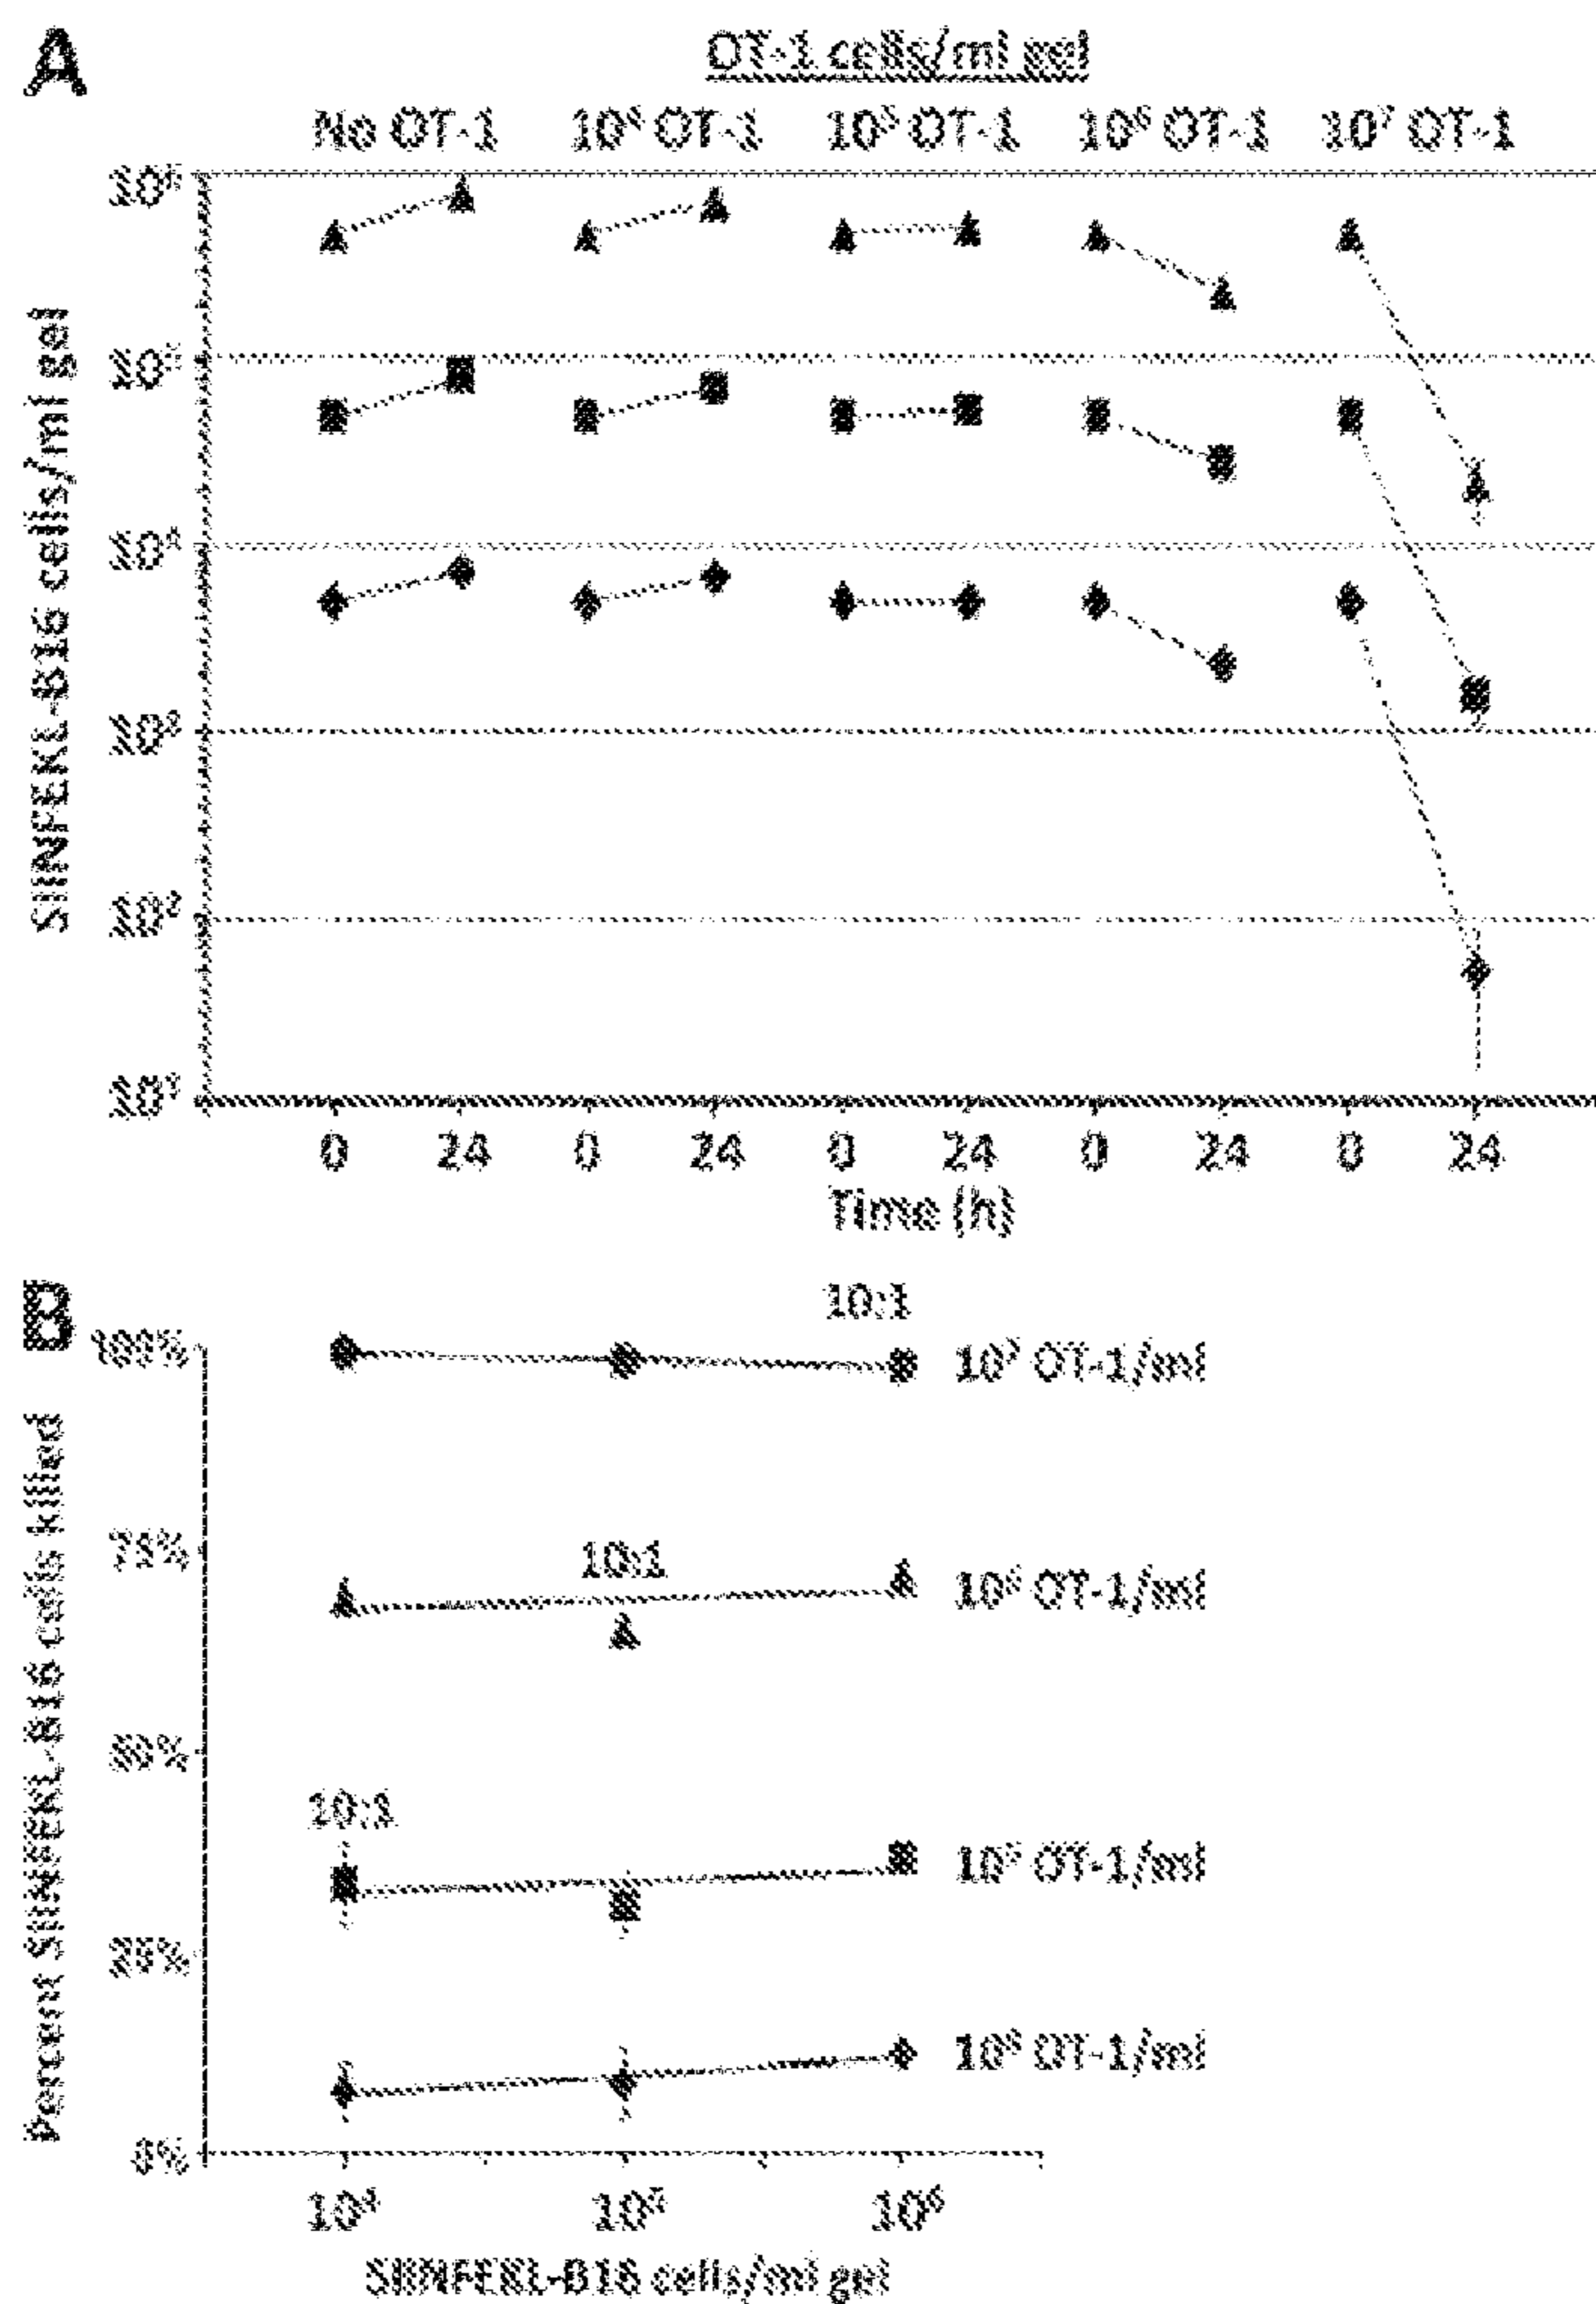 A
OT-1 cells/ml gel
No OT-1 10⁴ OT-1 10⁵ OT-1 10⁶ OT-1 10⁷ OT-1
SIINFEKL-B16 cells/ml gel
10⁶
10⁵
10⁴
10³
10²
10¹
0 24 0 24 0 24 0 24 0 24
Time (h)
B
10:1
100%
10⁷ OT-1/ml
Percent SIINFEKL-B16 cells killed
75%
10:1
10⁶ OT-1/ml
50%
10:1
10⁵ OT-1/ml
25%
OT-1/ml
0%
10⁴ 10⁵ 10⁶
SIINFEKL-B16 cells/ml gel